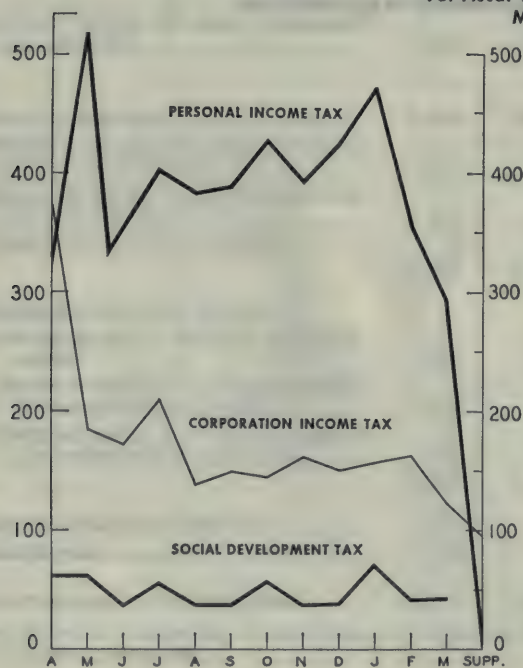 M
500
500
PERSONAL INCOME TAX
400
400
300
300
200
200
CORPORATION INCOME TAX
100
100
SOCIAL DEVELOPMENT TAX
0
0
A M J J A S O N D J F M SUPP.